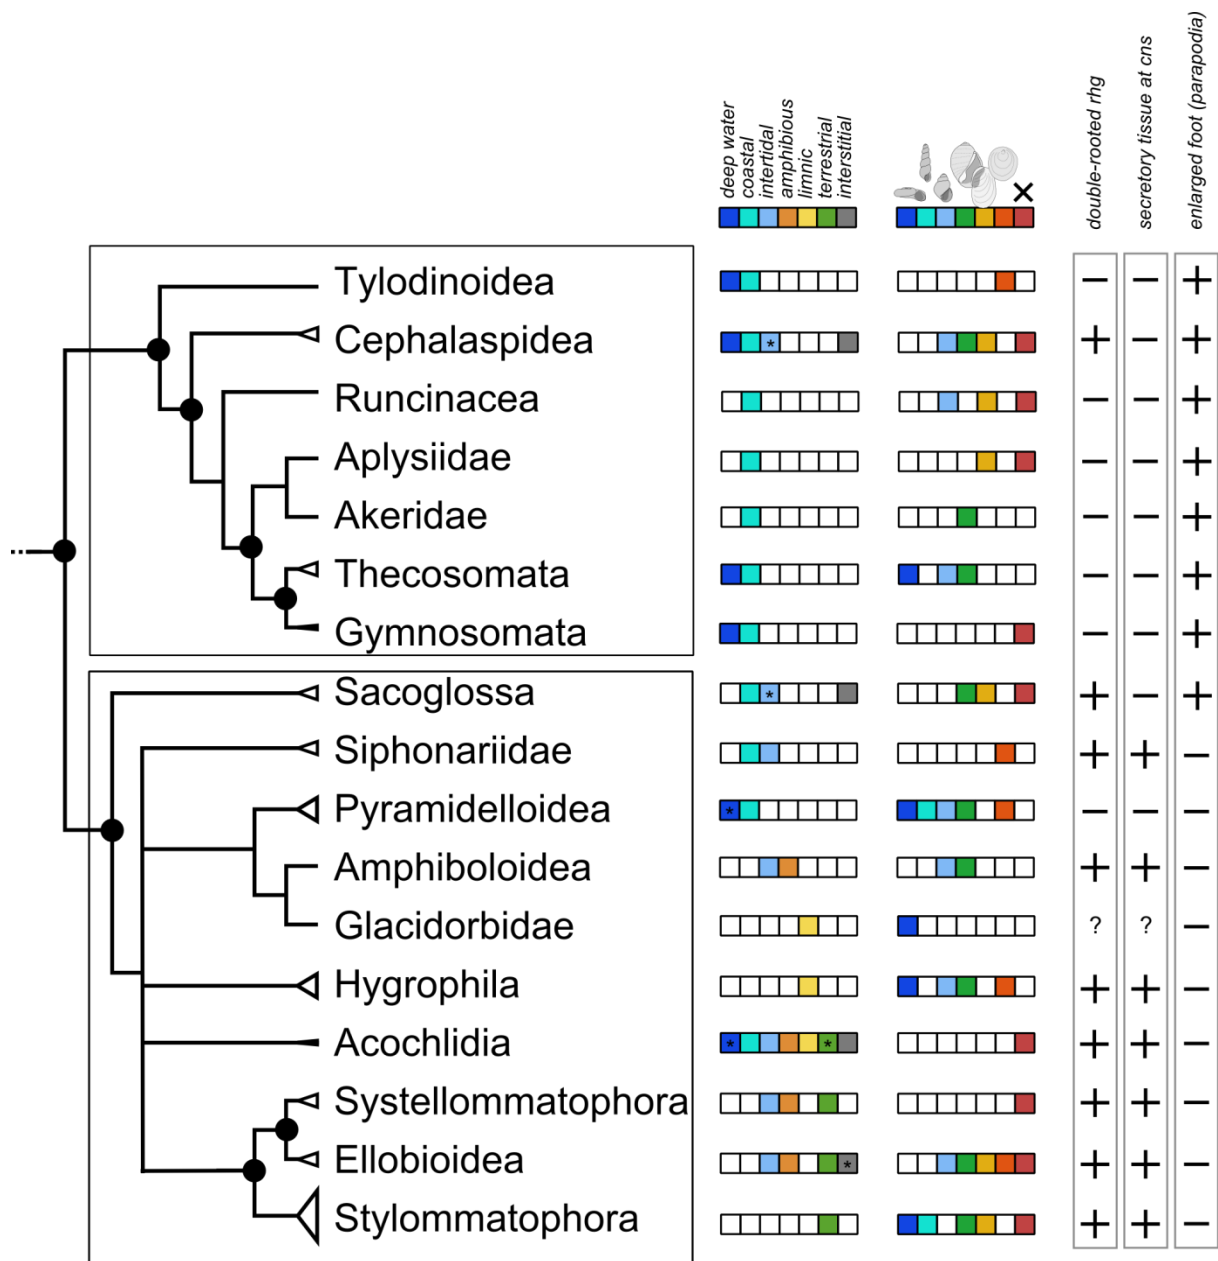 deep water
coastal
intertidal
amphibious
limnic
terrestrial
interstitial
double-rooted rhg
secretory tissue at cns
enlarged foot (parapodia)
Tylodinoidea − − +
Cephalaspidea * + − +
Runcinacea − − +
Aplysiidae − − +
Akeridae − − +
Thecosomata − − +
Gymnosomata − − +
Sacoglossa * + − +
Siphonariidae + + −
Pyramidelloidea * − − −
Amphiboloidea + + −
Glacidorbidae ? ? −
Hygrophila + + −
Acochlidia * * + + −
Systellommatophora + + −
Ellobioidea * + + −
Stylommatophora + + −